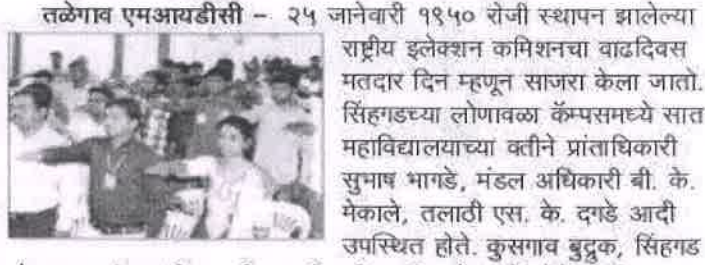 तळेगाव एमआयडीसी – २५ जानेवारी १९५० रोजी स्थापन झालेल्या
राष्ट्रीय इलेक्शन कमिशनचा वाढदिवस
मतदार दिन म्हणून साजरा केला जातो.
सिंहगडच्या लोणावळा कॅम्पसमध्ये सात
महाविद्यालयाच्या वतीने प्रांताधिकारी
सुभाष भागडे, मंडल अधिकारी बी. के.
मेकाले, तलाठी एस. के. दगडे आदी
उपस्थित होते. कुसगाव बुद्रुक, सिंहगड